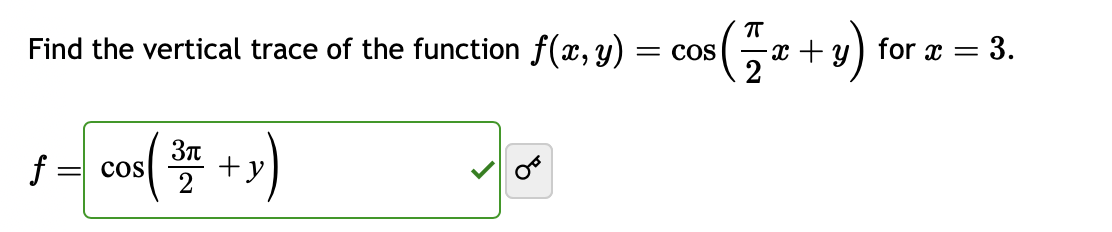 Find the vertical trace of the function f(x, y) = cos(π/2 x + y) for x = 3.
f = cos(3π/2 + y)